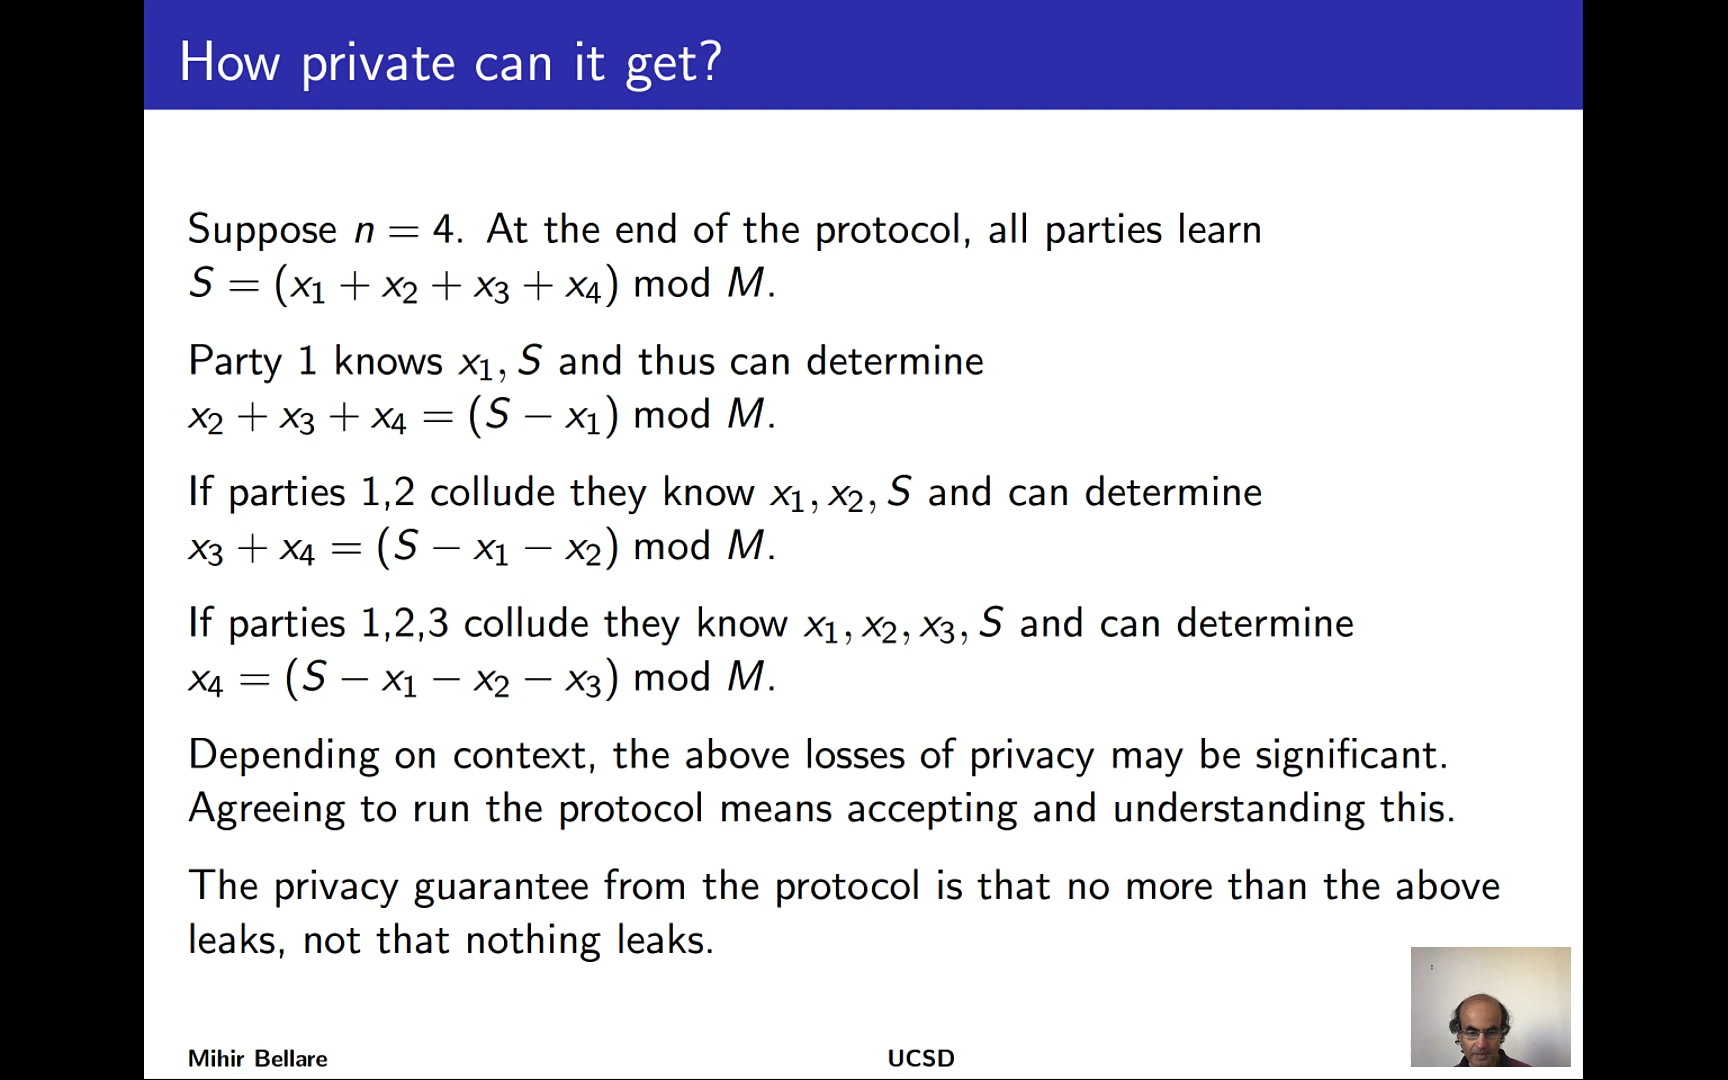 How private can it get?
Suppose n = 4. At the end of the protocol, all parties learn
S = (x₁ + x₂ + x₃ + x₄) mod M.
Party 1 knows x₁, S and thus can determine
x₂ + x₃ + x₄ = (S − x₁) mod M.
If parties 1,2 collude they know x₁, x₂, S and can determine
x₃ + x₄ = (S − x₁ − x₂) mod M.
If parties 1,2,3 collude they know x₁, x₂, x₃, S and can determine
x₄ = (S − x₁ − x₂ − x₃) mod M.
Depending on context, the above losses of privacy may be significant.
Agreeing to run the protocol means accepting and understanding this.
The privacy guarantee from the protocol is that no more than the above
leaks, not that nothing leaks.
Mihir Bellare
UCSD